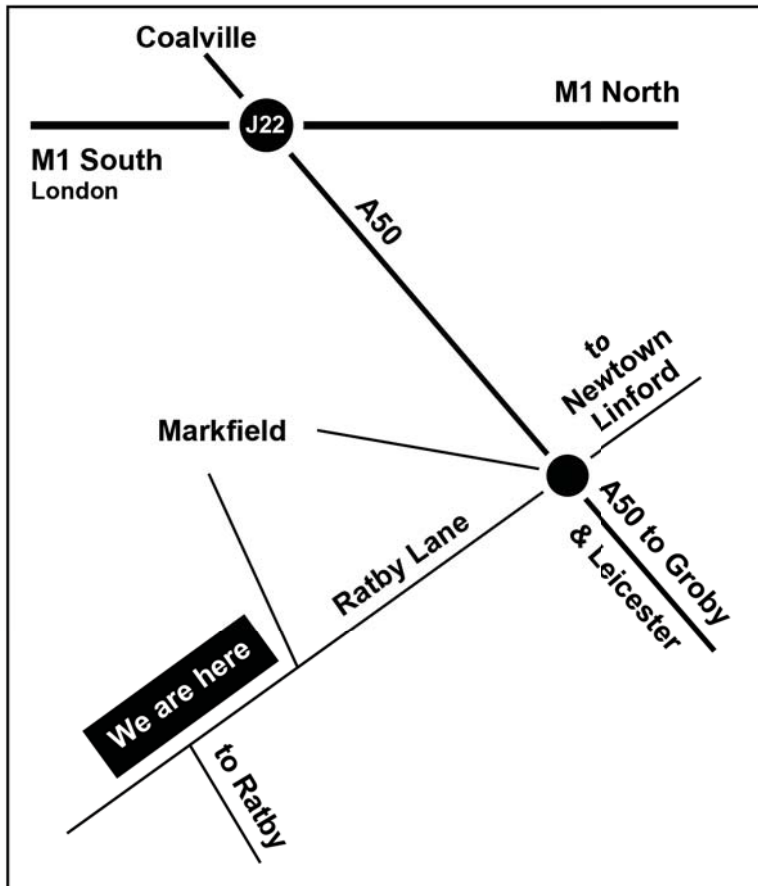 Coalville
M1 North
J22
M1 South
London
A50
to
Newtown
Linford
Markfield
A50 to Groby
& Leicester
Ratby Lane
We are here
to Ratby